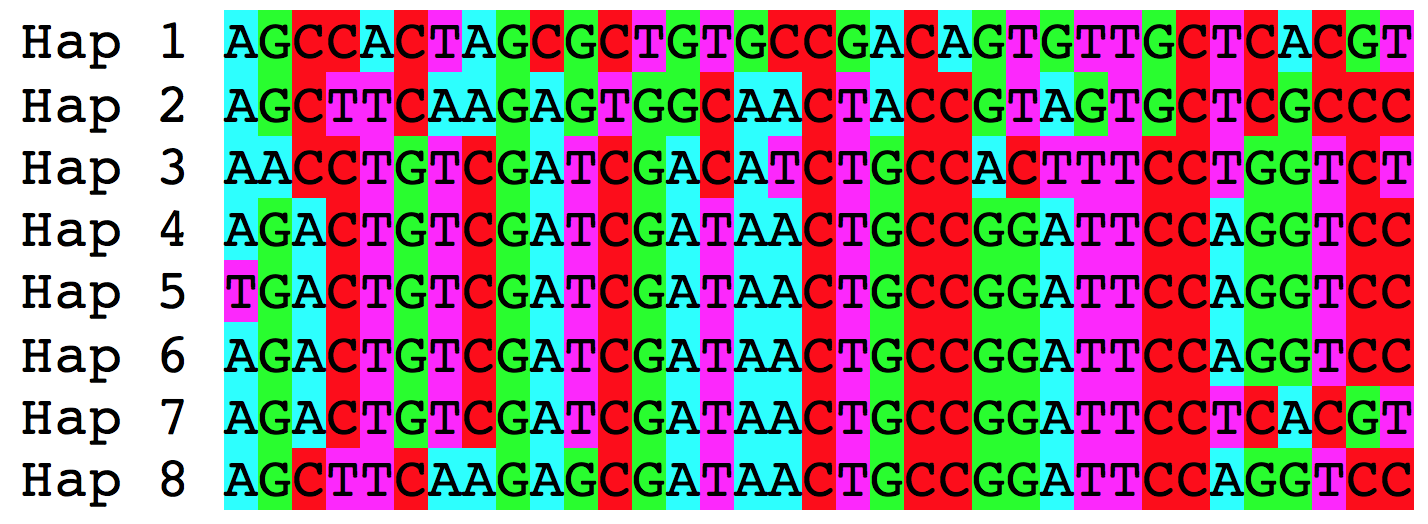 Hap 1 AGCCACTAGCGCTGTGCCGACAGTGTTGCTCACGT
Hap 2 AGCTTCAAGAGTGGCAACTACCGTAGTGCTCGCCC
Hap 3 AACCTGTCGATCGACATCTGCCACTTTCCTGGTCT
Hap 4 AGACTGTCGATCGATAACTGCCGGATTCCAGGTCC
Hap 5 TGACTGTCGATCGATAACTGCCGGATTCCAGGTCC
Hap 6 AGACTGTCGATCGATAACTGCCGGATTCCAGGTCC
Hap 7 AGACTGTCGATCGATAACTGCCGGATTCCTCACGT
Hap 8 AGCTTCAAGAGCGATAACTGCCGGATTCCAGGTCC